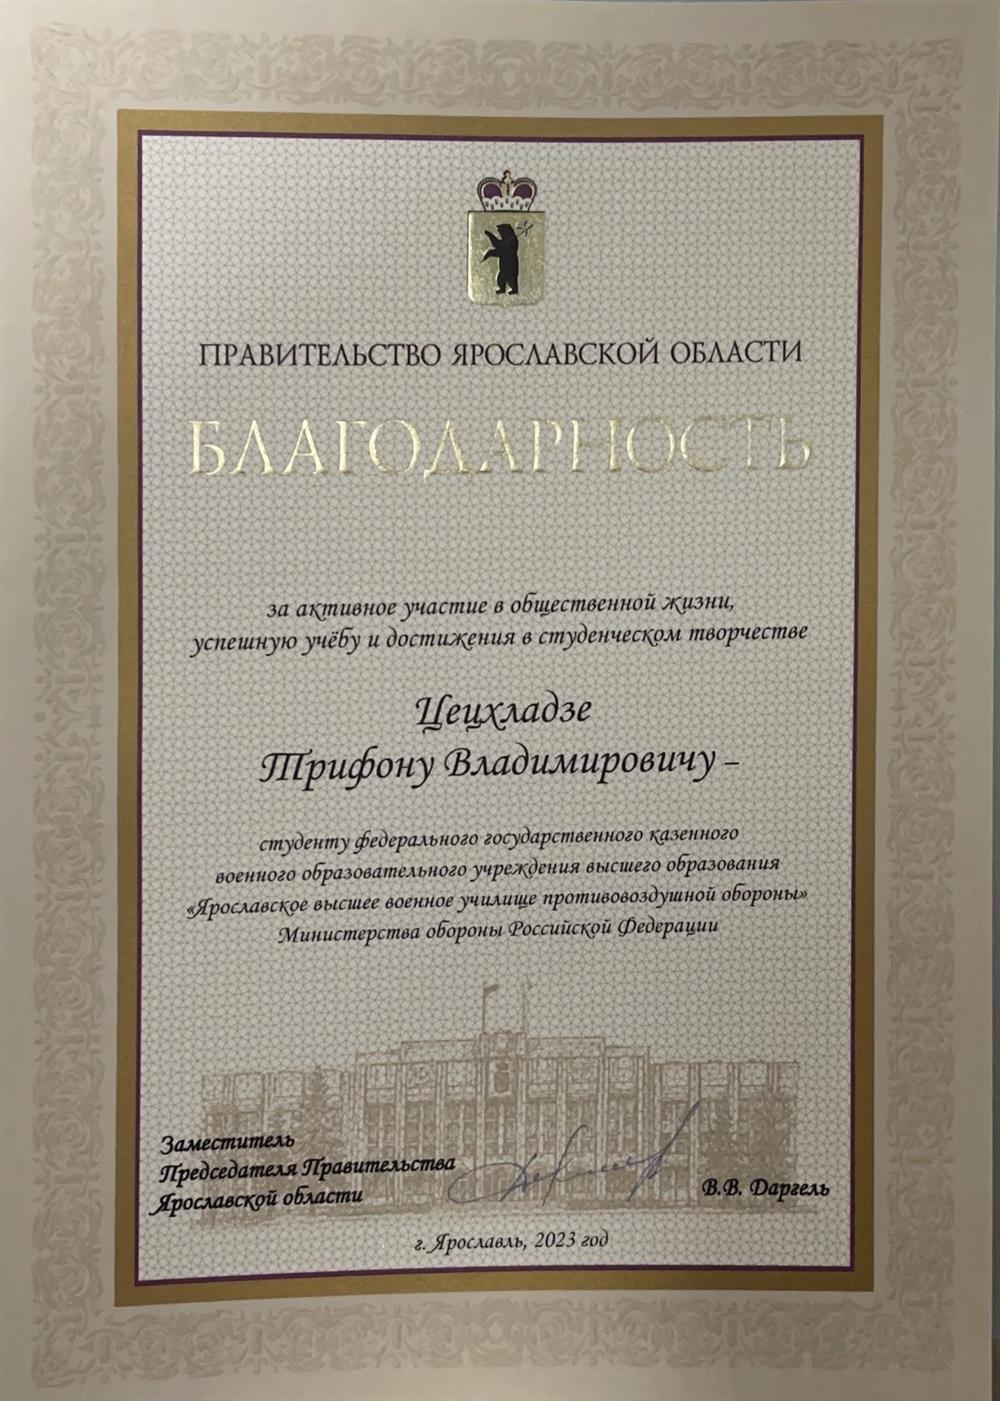 ПРАВИТЕЛЬСТВО ЯРОСЛАВСКОЙ ОБЛАСТИ
БЛАГОДАРНОСТЬ
за активное участие в общественной жизни,
успешную учёбу и достижения в студенческом творчестве
Цецхладзе
Трифону Владимировичу –
студенту федерального государственного казенного
военного образовательного учреждения высшего образования
«Ярославское высшее военное училище противовоздушной обороны»
Министерства обороны Российской Федерации
Заместитель
Председателя Правительства
Ярославской области
В.В. Даргель
г. Ярославль, 2023 год